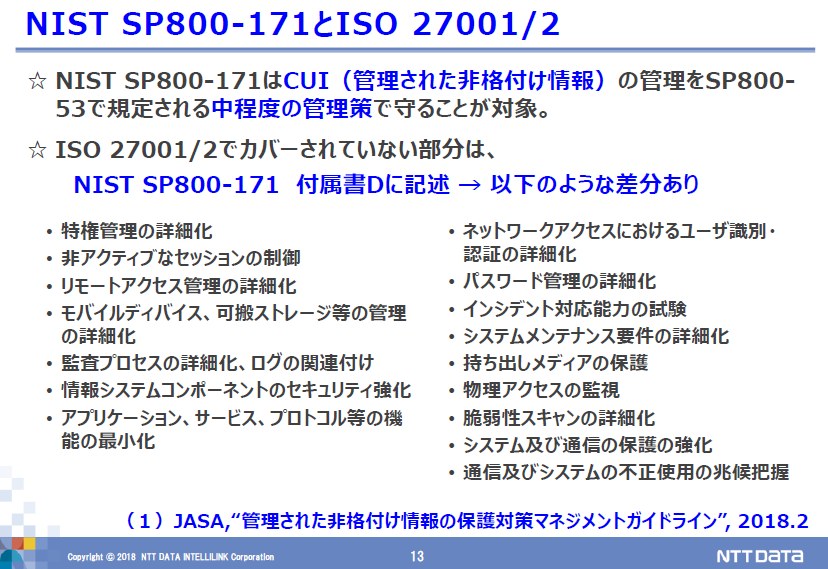 NIST SP800-171とISO 27001/2
☆ NIST SP800-171はCUI（管理された非格付け情報）の管理をSP800-
53で規定される中程度の管理策で守ることが対象。
☆ ISO 27001/2でカバーされていない部分は、
NIST SP800-171 付属書Dに記述 → 以下のような差分あり
• 特権管理の詳細化
• 非アクティブなセッションの制御
• リモートアクセス管理の詳細化
• モバイルディバイス、可搬ストレージ等の管理
の詳細化
• 監査プロセスの詳細化、ログの関連付け
• 情報システムコンポーネントのセキュリティ強化
• アプリケーション、サービス、プロトコル等の機
能の最小化
• ネットワークアクセスにおけるユーザ識別・
認証の詳細化
• パスワード管理の詳細化
• インシデント対応能力の試験
• システムメンテナンス要件の詳細化
• 持ち出しメディアの保護
• 物理アクセスの監視
• 脆弱性スキャンの詳細化
• システム及び通信の保護の強化
• 通信及びシステムの不正使用の兆候把握
（１）JASA,“管理された非格付け情報の保護対策マネジメントガイドライン”, 2018.2
Copyright © 2018 NTT DATA INTELLILINK Corporation
13
NTT DATA